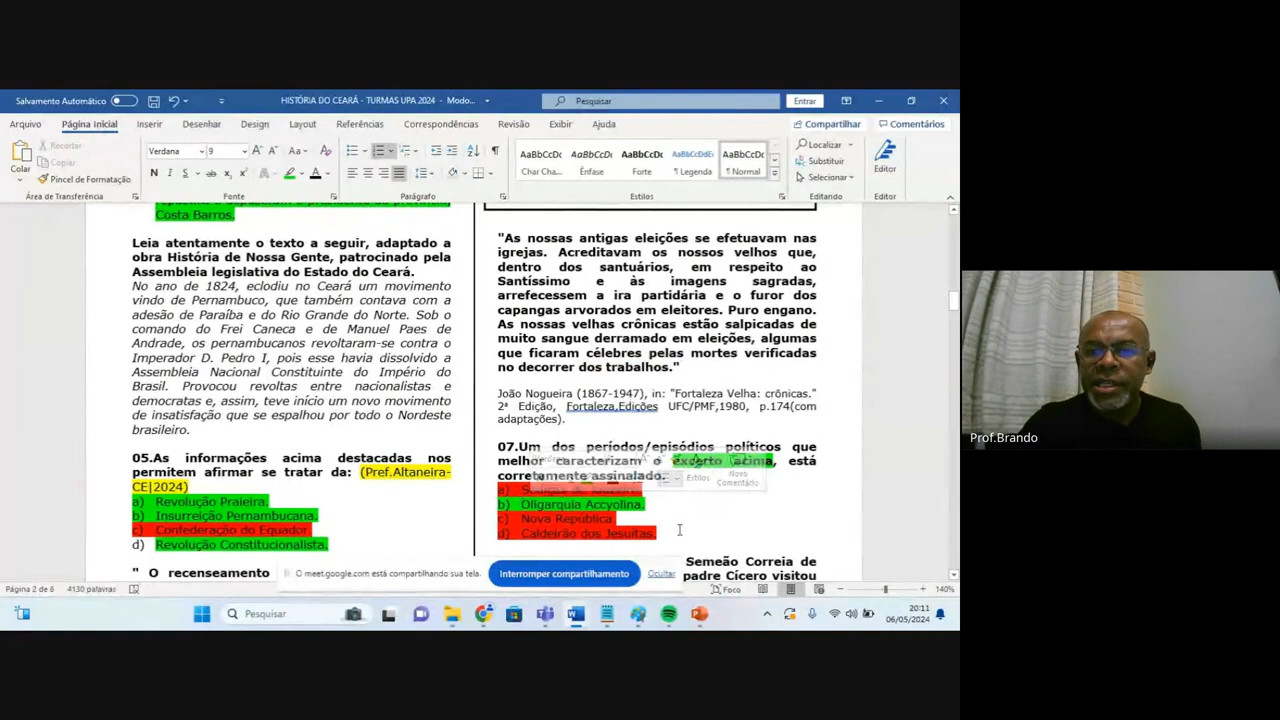 Salvamento Automático
HISTÓRIA DO CEARÁ - TURMAS UPA 2024 - Modo...
Pesquisar
Entrar
Arquivo
Página Inicial
Inserir
Desenhar
Design
Layout
Referências
Correspondências
Revisão
Exibir
Ajuda
Compartilhar
Comentários
Colar
Recortar
Copiar
Pincel de Formatação
Área de Transferência
Verdana
9
N I S
Fonte
Parágrafo
AaBbCcDc AaBbCcDc AaBbCcDc AaBbCcDdEe AaBbCcDc
Char Cha... Ênfase Forte ¶ Legenda ¶ Normal
Estilos
Localizar
Substituir
Selecionar
Editando
Editor
Editor
Costa Barros.
Leia atentamente o texto a seguir, adaptado a
obra História de Nossa Gente, patrocinado pela
Assembleia legislativa do Estado do Ceará.
No ano de 1824, eclodiu no Ceará um movimento
vindo de Pernambuco, que também contava com a
adesão de Paraíba e do Rio Grande do Norte. Sob o
comando do Frei Caneca e de Manuel Paes de
Andrade, os pernambucanos revoltaram-se contra o
Imperador D. Pedro I, pois esse havia dissolvido a
Assembleia Nacional Constituinte do Império do
Brasil. Provocou revoltas entre nacionalistas e
democratas e, assim, teve início um novo movimento
de insatisfação que se espalhou por todo o Nordeste
brasileiro.
05.As informações acima destacadas nos
permitem afirmar se tratar da: (Pref.Altaneira-
CE|2024)
a) Revolução Praieira.
b) Insurreição Pernambucana.
c) Confederação do Equador.
d) Revolução Constitucionalista.
" O recenseamento
"As nossas antigas eleições se efetuavam nas
igrejas. Acreditavam os nossos velhos que,
dentro dos santuários, em respeito ao
Santíssimo e às imagens sagradas,
arrefecessem a ira partidária e o furor dos
capangas arvorados em eleitores. Puro engano.
As nossas velhas crônicas estão salpicadas de
muito sangue derramado em eleições, algumas
que ficaram célebres pelas mortes verificadas
no decorrer dos trabalhos."
João Nogueira (1867-1947), in: "Fortaleza Velha: crônicas."
2ª Edição, Fortaleza,Edições UFC/PMF,1980, p.174(com
adaptações).
07.Um dos períodos/episódios políticos que
melhor caracterizam o excerto acima, está
corretamente assinalado.
Estilos
Novo
Comentário
b) Oligarquia Accyolina.
c) Nova República.
d) Caldeirão dos Jesuítas.
Semeão Correia de
padre Cícero visitou
O meet.google.com está compartilhando sua tela.
Interromper compartilhamento
Ocultar
Página 2 de 6
4130 palavras
Foco
140%
Pesquisar
20:11
06/05/2024
Prof.Brando